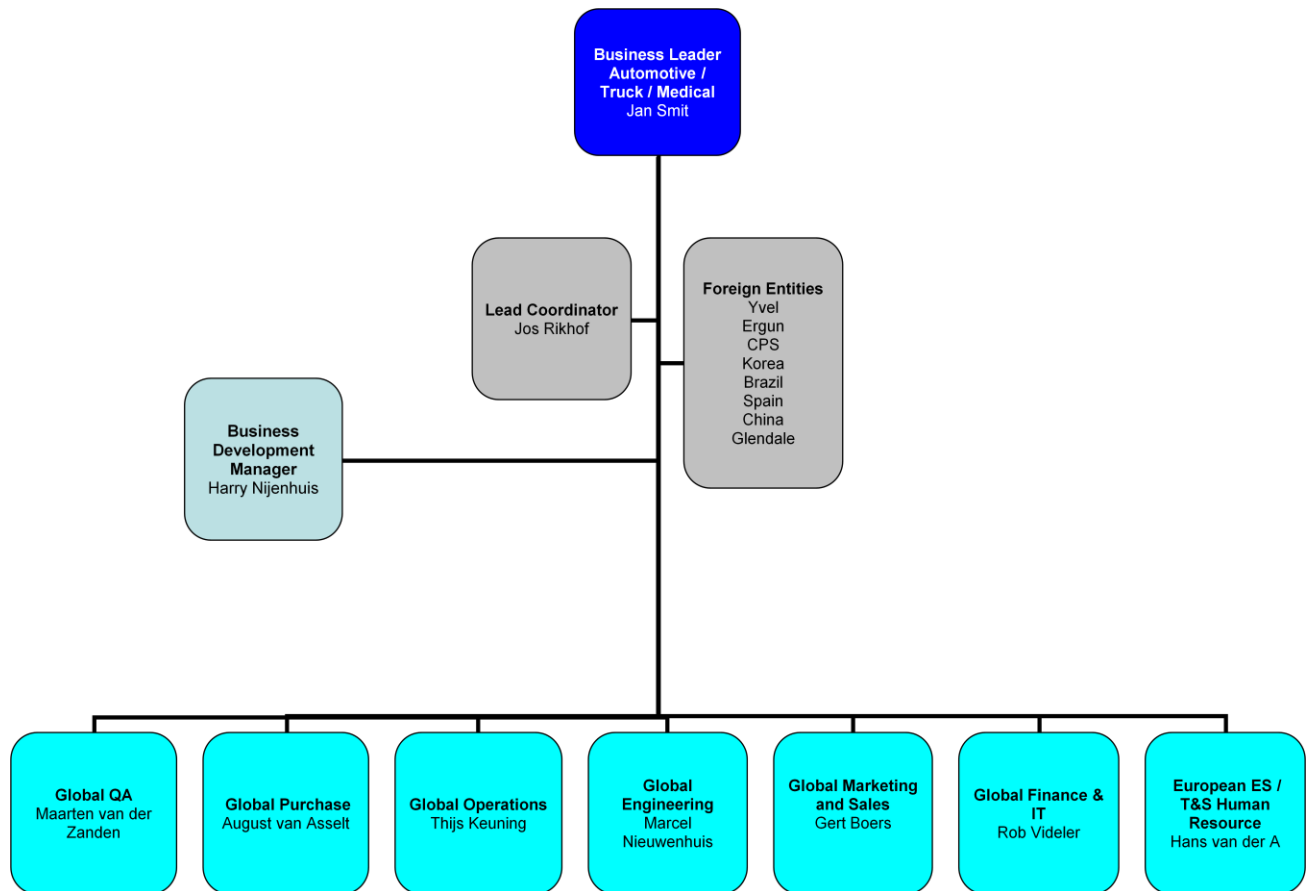 Business Leader
Automotive /
Truck / Medical
Jan Smit
Lead Coordinator
Jos Rikhof
Foreign Entities
Yvel
Ergun
CPS
Korea
Brazil
Spain
China
Glendale
Business
Development
Manager
Harry Nijenhuis
Global QA
Maarten van der
Zanden
Global Purchase
August van Asselt
Global Operations
Thijs Keuning
Global
Engineering
Marcel
Nieuwenhuis
Global Marketing
and Sales
Gert Boers
Global Finance &
IT
Rob Videler
European ES /
T&S Human
Resource
Hans van der A